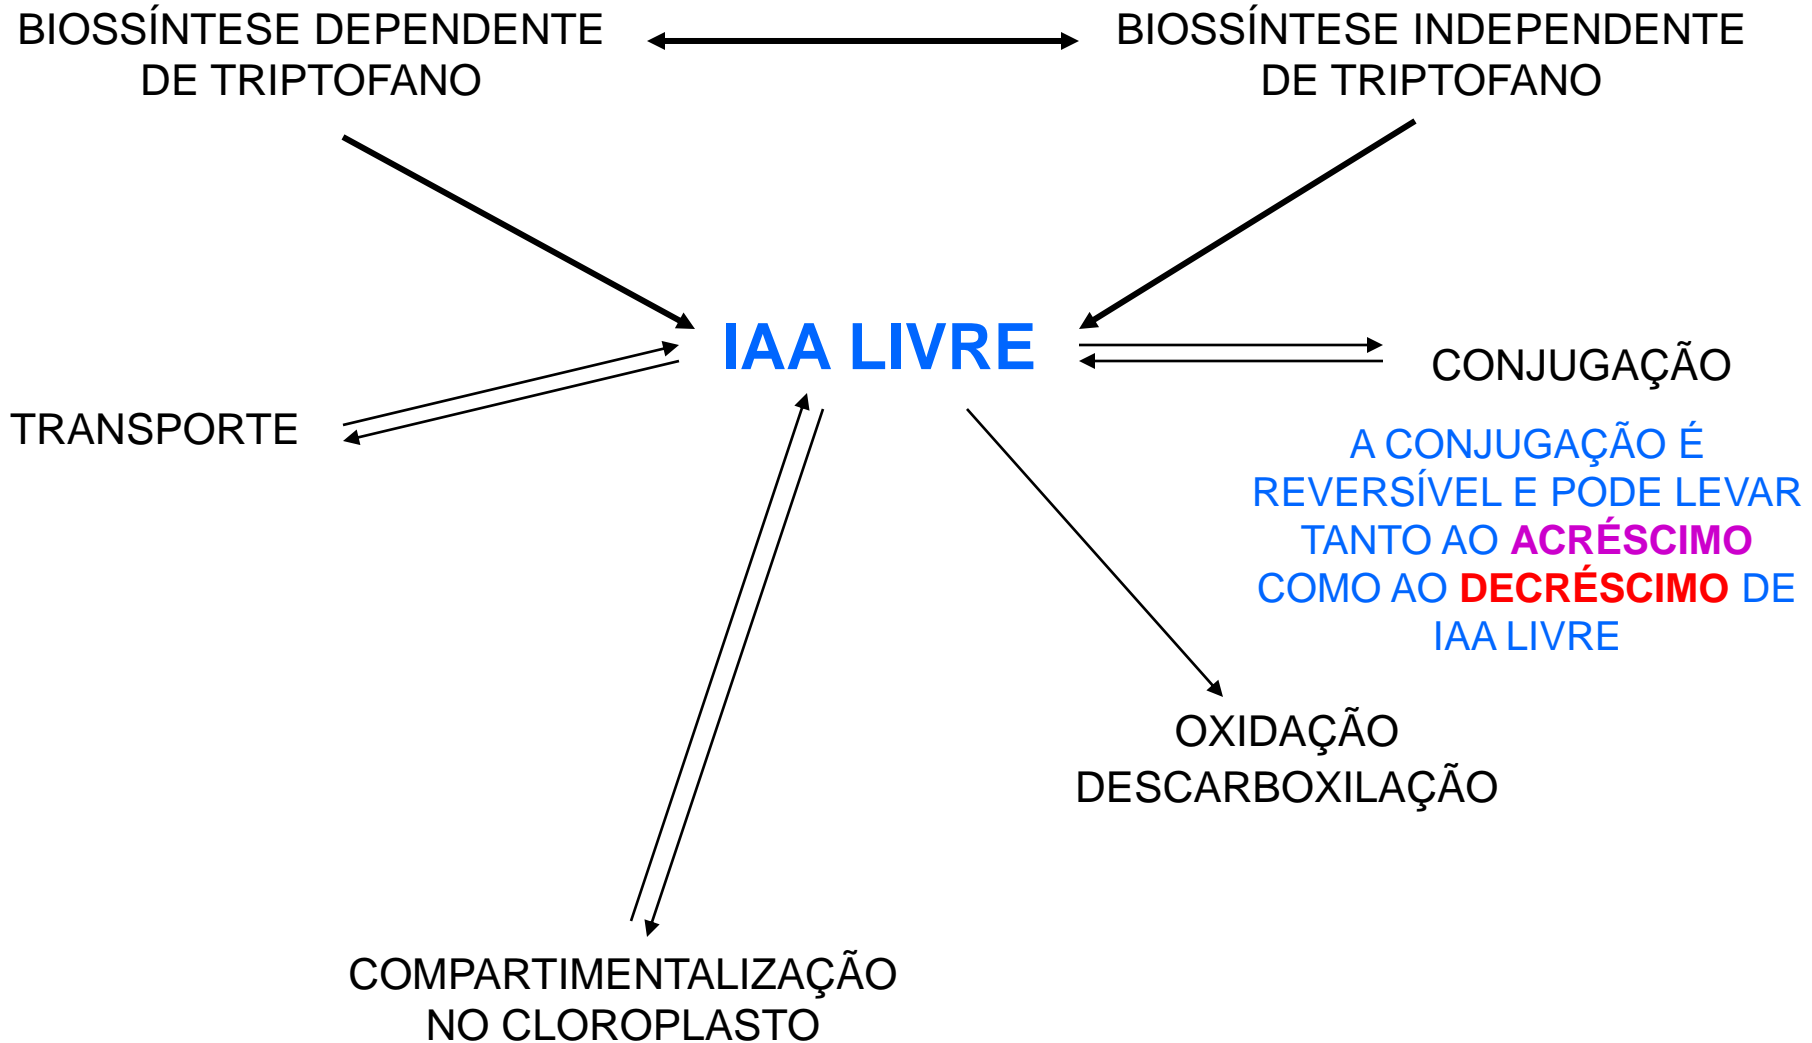 BIOSSÍNTESE DEPENDENTE
DE TRIPTOFANO
BIOSSÍNTESE INDEPENDENTE
DE TRIPTOFANO
IAA LIVRE
CONJUGAÇÃO
TRANSPORTE
A CONJUGAÇÃO É
REVERSÍVEL E PODE LEVAR
TANTO AO ACRÉSCIMO
COMO AO DECRÉSCIMO DE
IAA LIVRE
OXIDAÇÃO
DESCARBOXILAÇÃO
COMPARTIMENTALIZAÇÃO
NO CLOROPLASTO